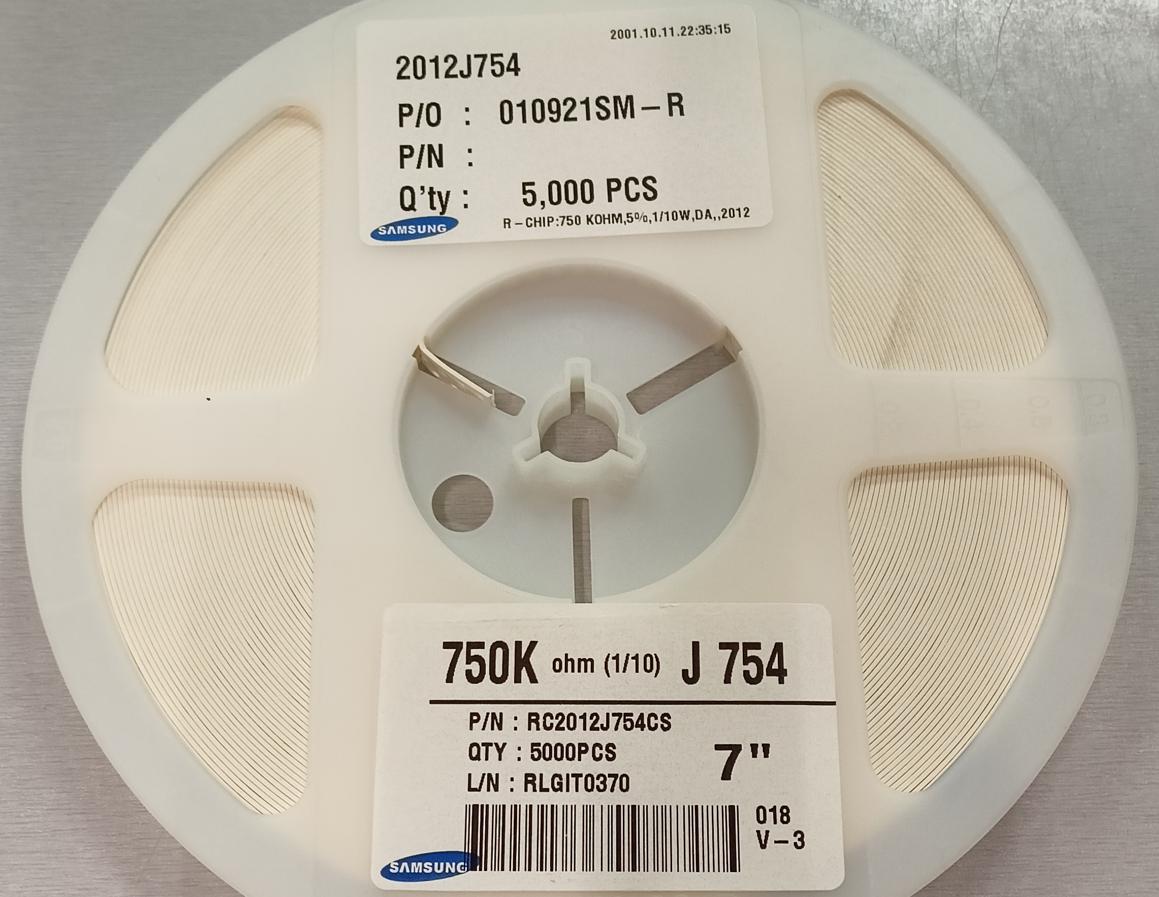 2001.10.11.22:35:15
2012J754
P/O : 010921SM-R
P/N :
Q'ty : 5,000 PCS
R-CHIP:750 KOHM,5%,1/10W,DA,,2012
SAMSUNG
750K ohm (1/10) J 754
P/N : RC2012J754CS
QTY : 5000PCS
7"
L/N : RLGIT0370
018
V-3
SAMSUNG